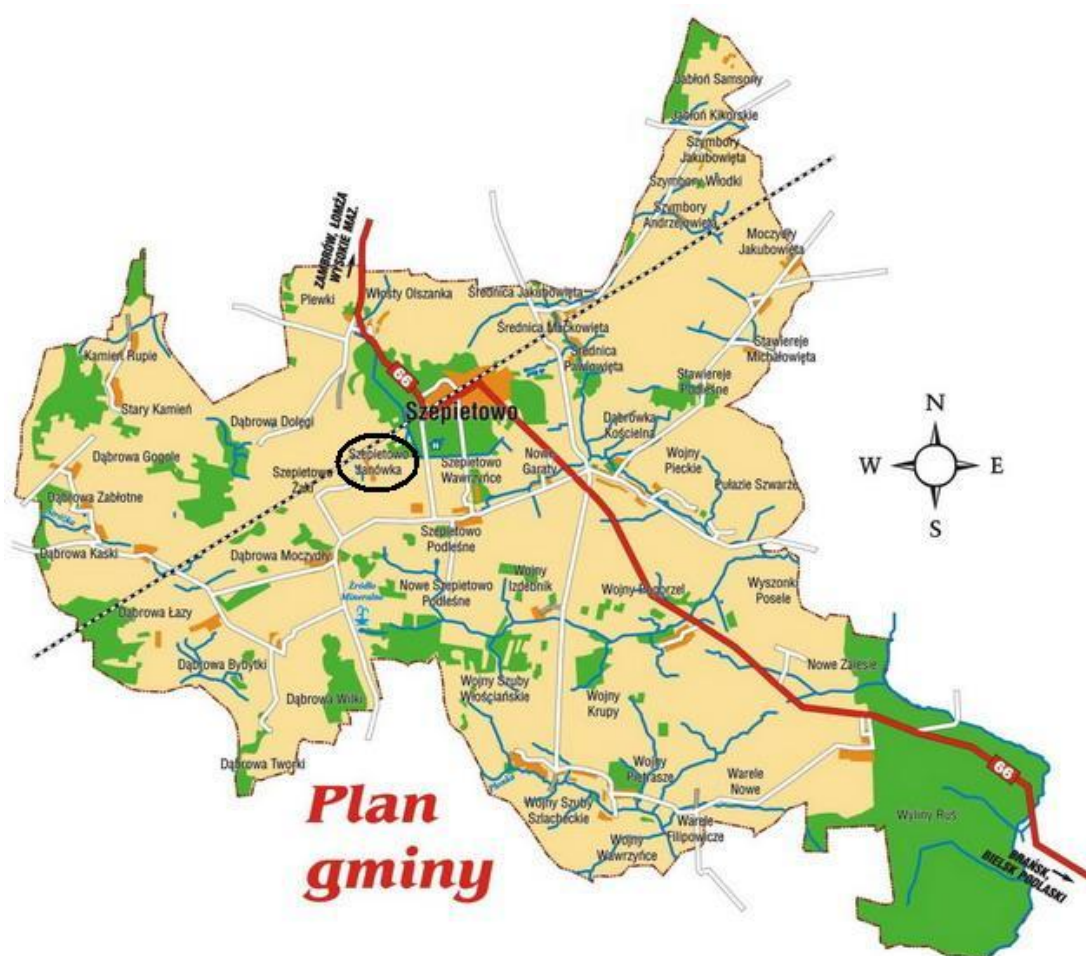 Jabłoń Samsony
Jabłoń Kikorskie
Szymbory
Jakubowięta
Szymbory Włodki
Szymbory
Andrzejowięta
Moczydły
Jakubowięta
ZAMBRÓW, ŁOMŻA
WYSOKIE MAZ.
Plewki
Włosty Olszanka
Średnica Jakubowięta
Średnica Maćkowięta
Średnica
Pawłowięta
Stawiereje
Michałowięta
Stawiereje
Podleśne
Kamień Rupie
Stary Kamień
66
Szepietowo
Dąbrowa Dołęgi
Dąbrowa Gogole
Dąbrówka
Kościelna
Szepietowo
Janówka
Szepietowo
Żaki
Szepietowo
Wawrzyńce
Nowe
Garaty
Wojny
Pieckie
Pułazie Szwarże
N
W
E
S
Dąbrowa Zabłotne
Dąbrowa Kaski
Dąbrowa Moczydły
Szepietowo
Podleśne
Źródło
Mineralne
Nowe Szepietowo
Podleśne
Wojny
Izdebnik
Wojny Pogorzel
Wyszonki
Posele
Dąbrowa Łazy
Dąbrowa Bybytki
Dąbrowa Wilki
Wojny Szuby
Włościańskie
Wojny
Krupy
Nowe Zalesie
Dąbrowa Tworki
Wojny
Pietrasze
Warele
Nowe
66
Wojny Szuby
Szlacheckie
Warele
Filipowicze
Wojny
Wawrzyńce
Wyliny Ruś
BRAŃSK,
BIELSK PODLASKI
Plan
gminy